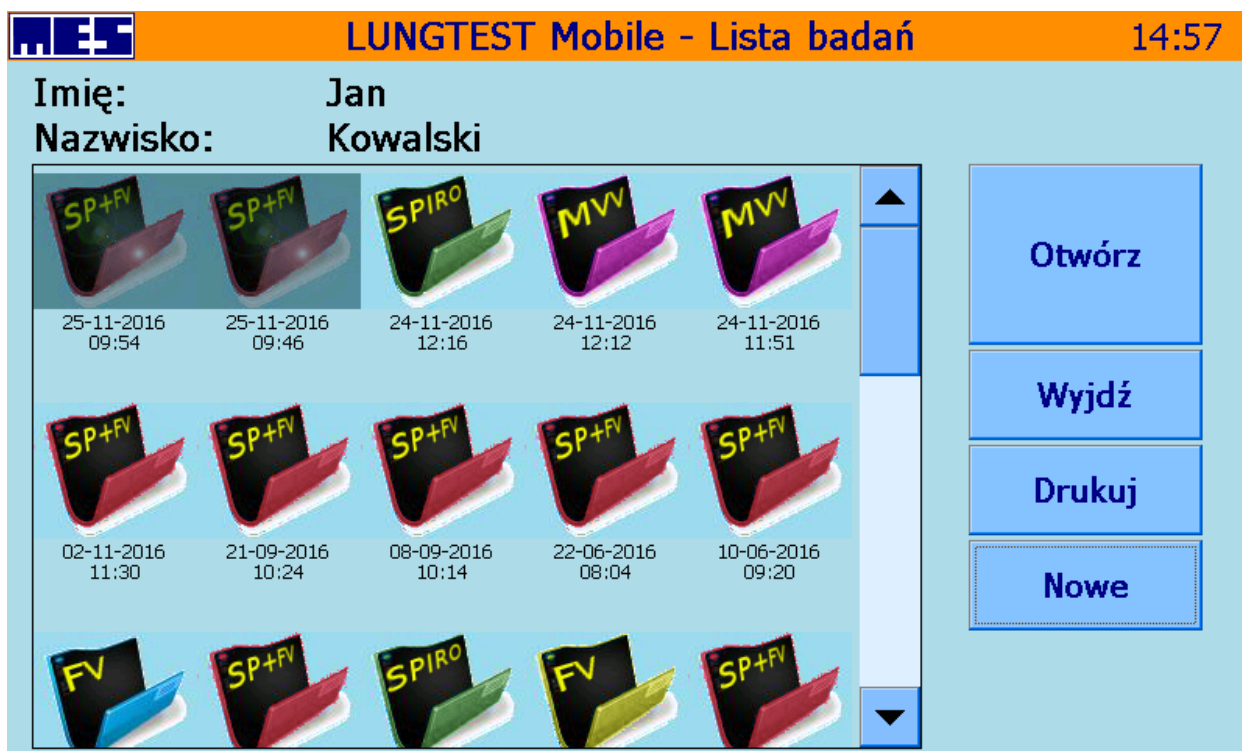 mes LUNGTEST Mobile - Lista badań 14:57
Imię: Jan
Nazwisko: Kowalski
SP+FV SP+FV SPIRO MVV MVV
25-11-2016 25-11-2016 24-11-2016 24-11-2016 24-11-2016
09:54 09:46 12:16 12:12 11:51
SP+FV SP+FV SP+FV SP+FV SP+FV
02-11-2016 21-09-2016 08-09-2016 22-06-2016 10-06-2016
11:30 10:24 10:14 08:04 09:20
FV SP+FV SPIRO FV SP+FV
Otwórz
Wyjdź
Drukuj
Nowe